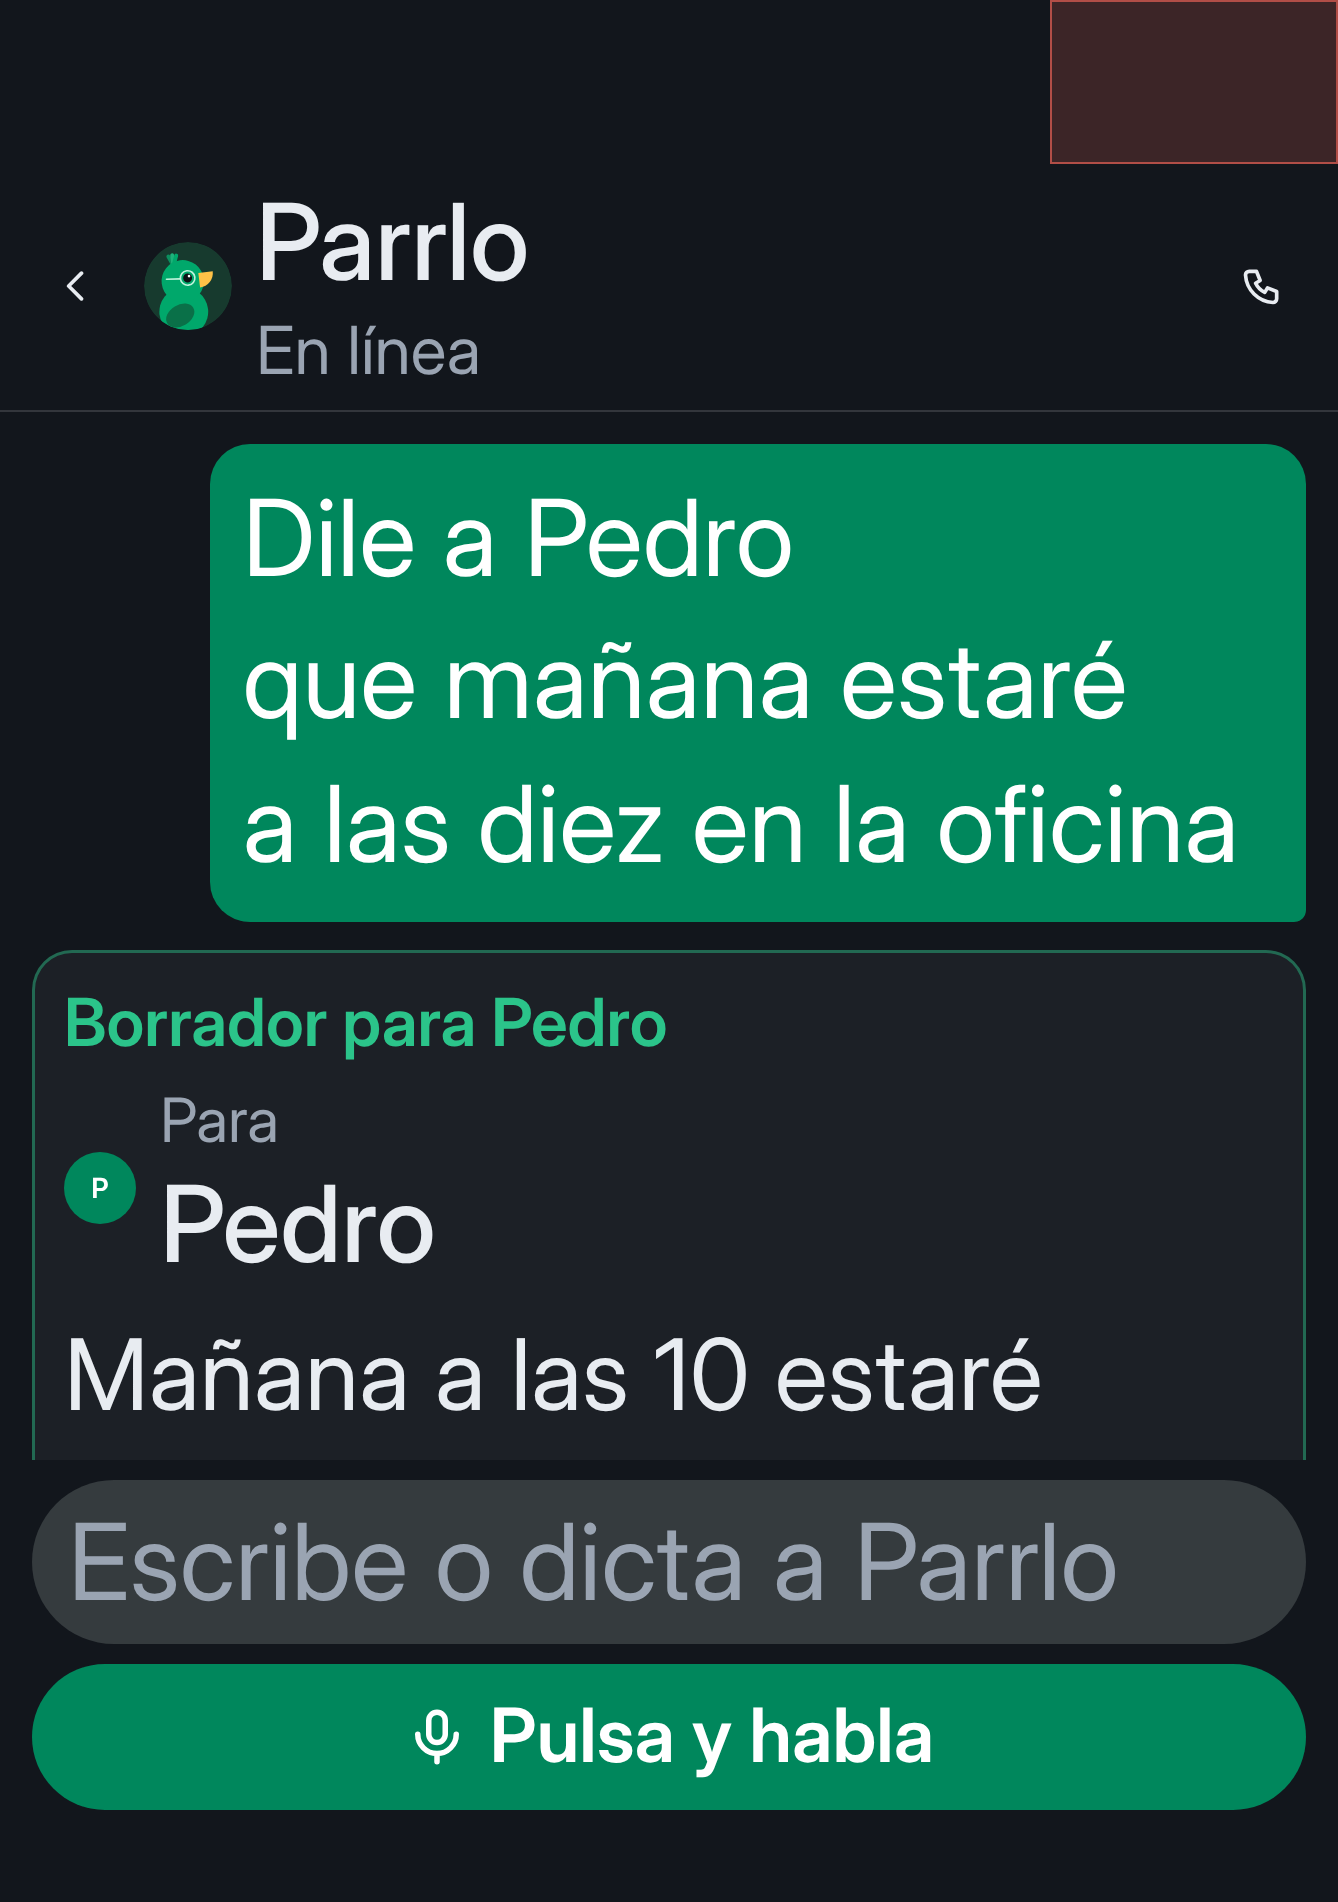 Parrlo
En línea
Dile a Pedro
que mañana estaré
a las diez en la oficina
Borrador para Pedro
Para
P
Pedro
Mañana a las 10 estaré
Escribe o dicta a Parrlo
Pulsa y habla